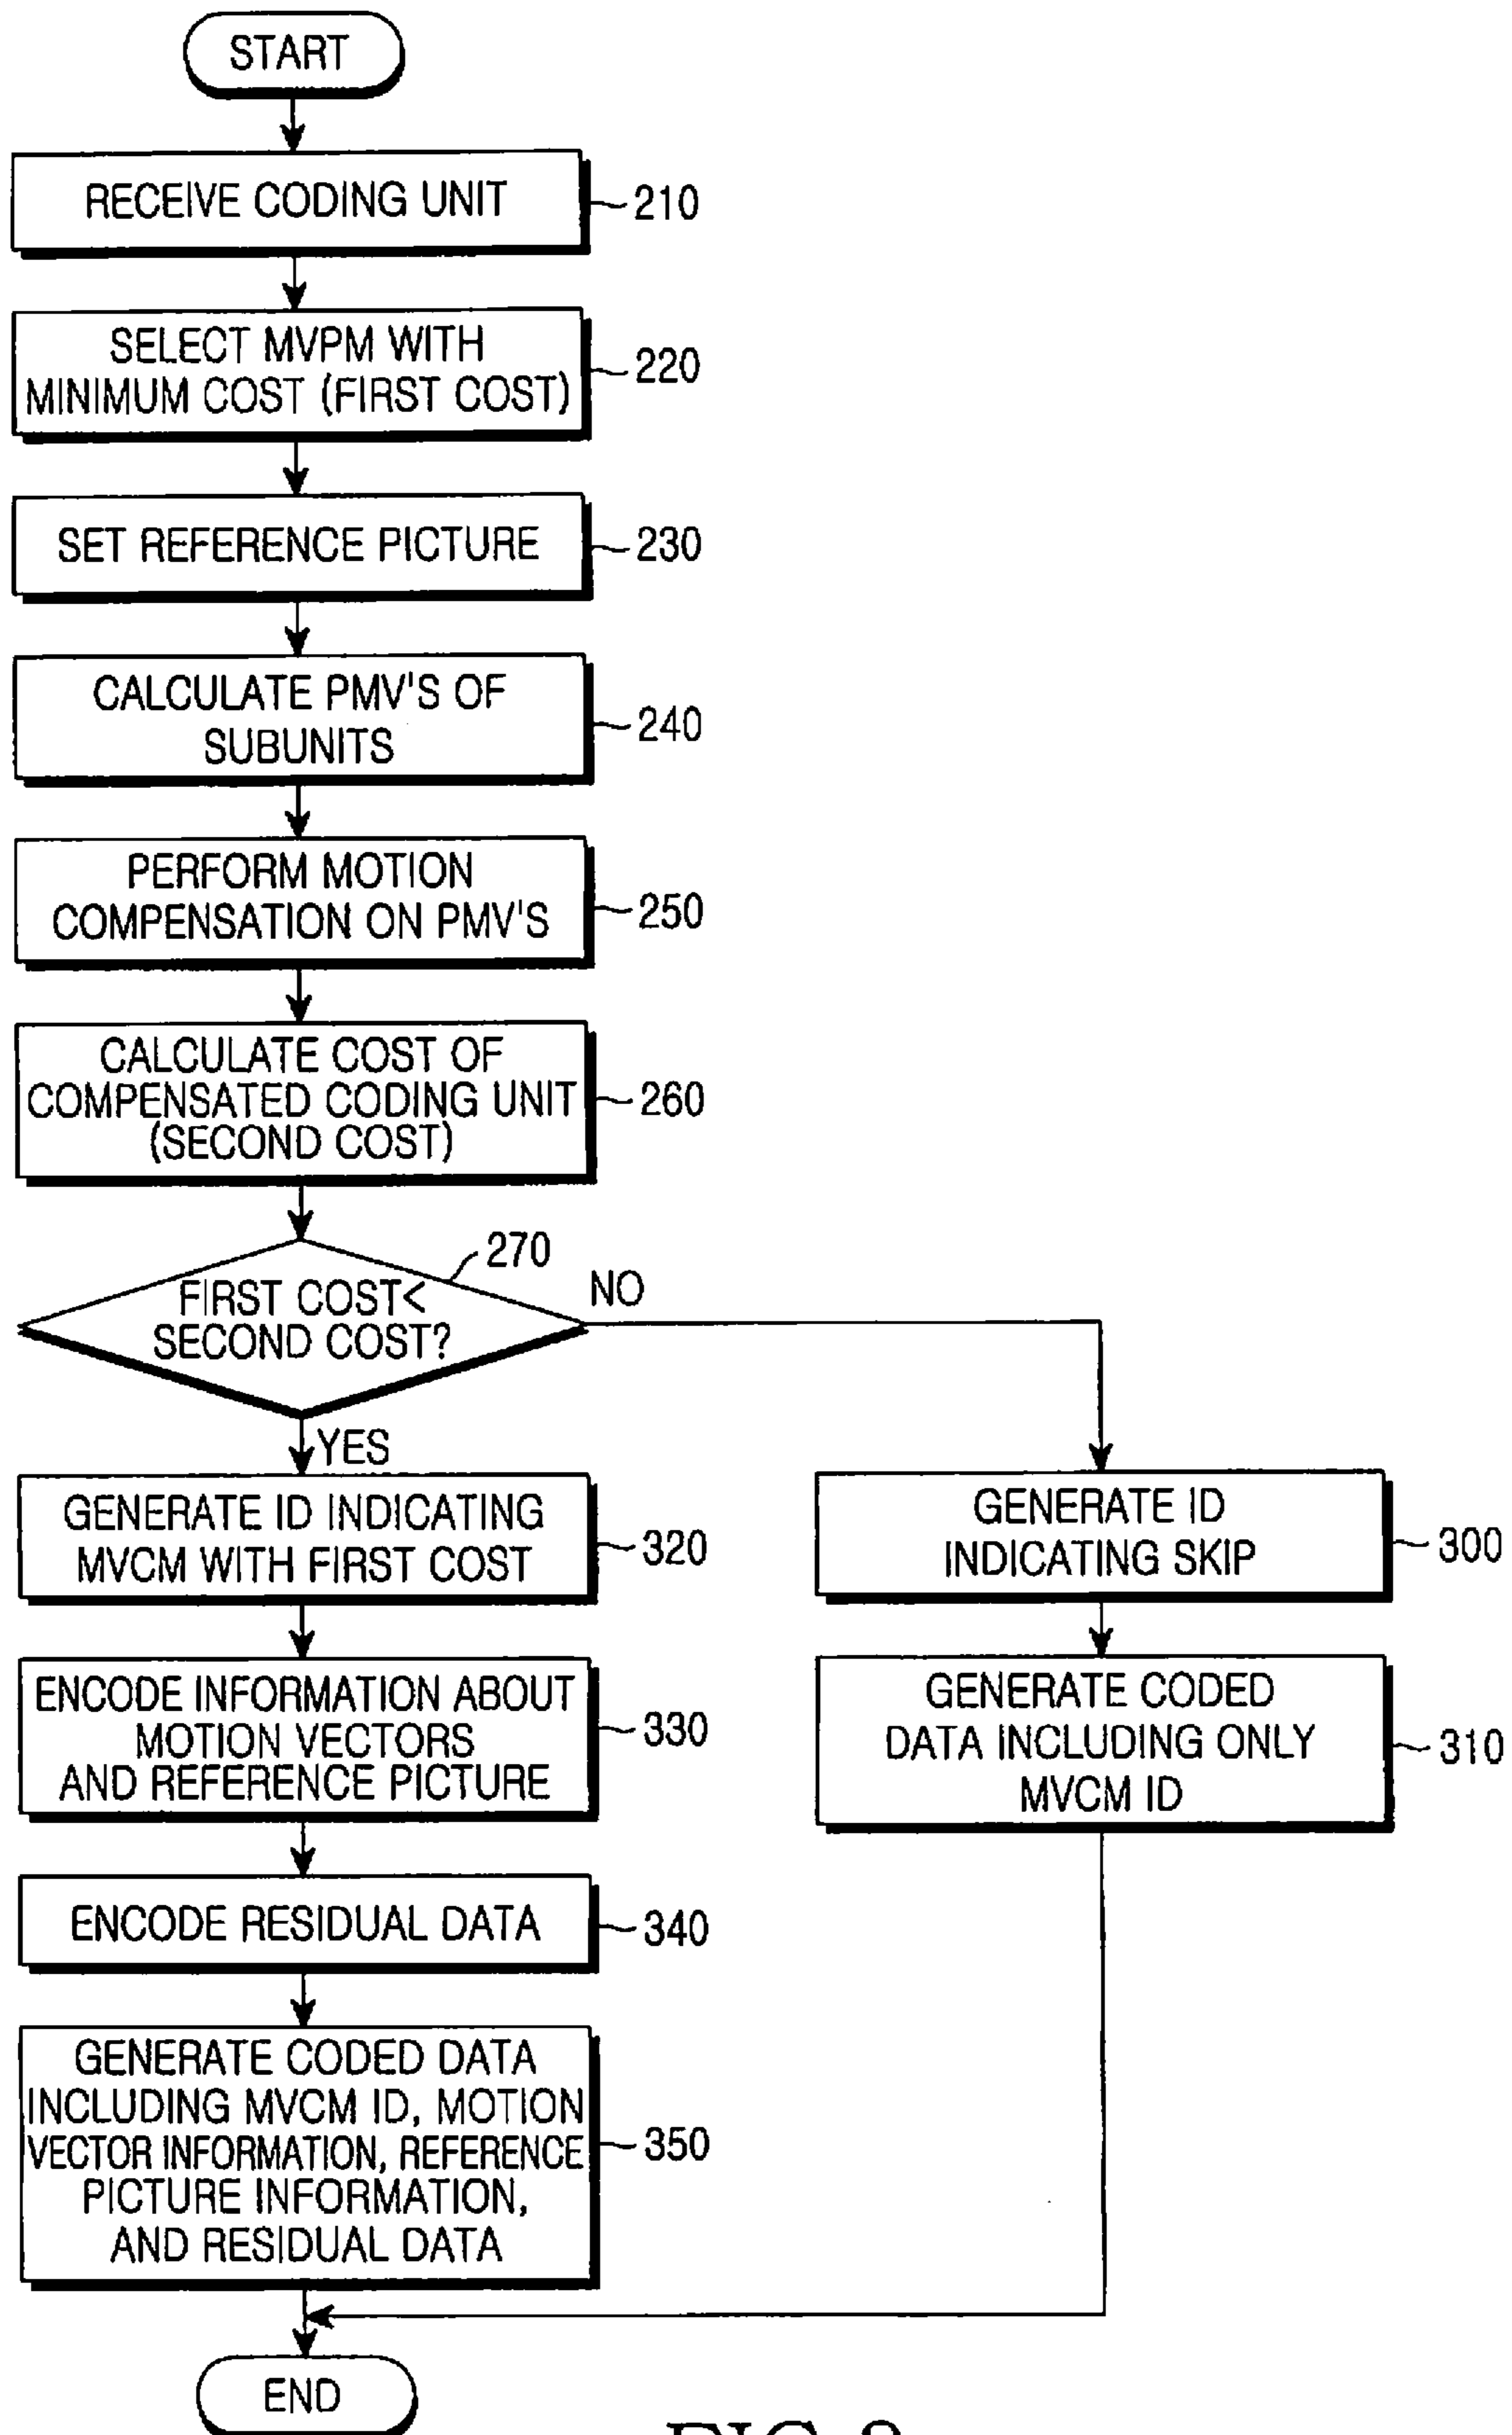 START
RECEIVE CODING UNIT
210
SELECT MVPM WITH
MINIMUM COST (FIRST COST)
220
SET REFERENCE PICTURE
230
CALCULATE PMV'S OF
SUBUNITS
240
PERFORM MOTION
COMPENSATION ON PMV'S
250
CALCULATE COST OF
COMPENSATED CODING UNIT
(SECOND COST)
260
270
FIRST COST<
SECOND COST?
NO
YES
GENERATE ID INDICATING
MVCM WITH FIRST COST
320
GENERATE ID
INDICATING SKIP
300
ENCODE INFORMATION ABOUT
MOTION VECTORS
AND REFERENCE PICTURE
330
GENERATE CODED
DATA INCLUDING ONLY
MVCM ID
310
ENCODE RESIDUAL DATA
340
GENERATE CODED DATA
INCLUDING MVCM ID, MOTION
VECTOR INFORMATION, REFERENCE
PICTURE INFORMATION,
AND RESIDUAL DATA
350
END